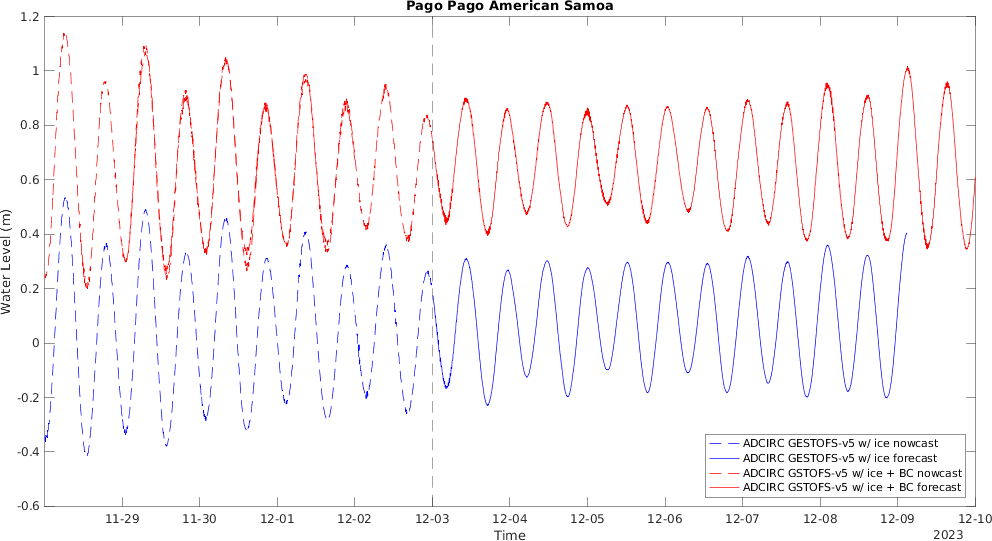 Pago Pago American Samoa
1.2
1
0.8
0.6
0.4
0.2
0
-0.2
-0.4
-0.6
Water Level (m)
11-29 11-30 12-01 12-02 12-03 12-04 12-05 12-06 12-07 12-08 12-09 12-10
Time
2023
ADCIRC GESTOFS-v5 w/ ice nowcast
ADCIRC GESTOFS-v5 w/ ice forecast
ADCIRC GSTOFS-v5 w/ ice + BC nowcast
ADCIRC GSTOFS-v5 w/ ice + BC forecast